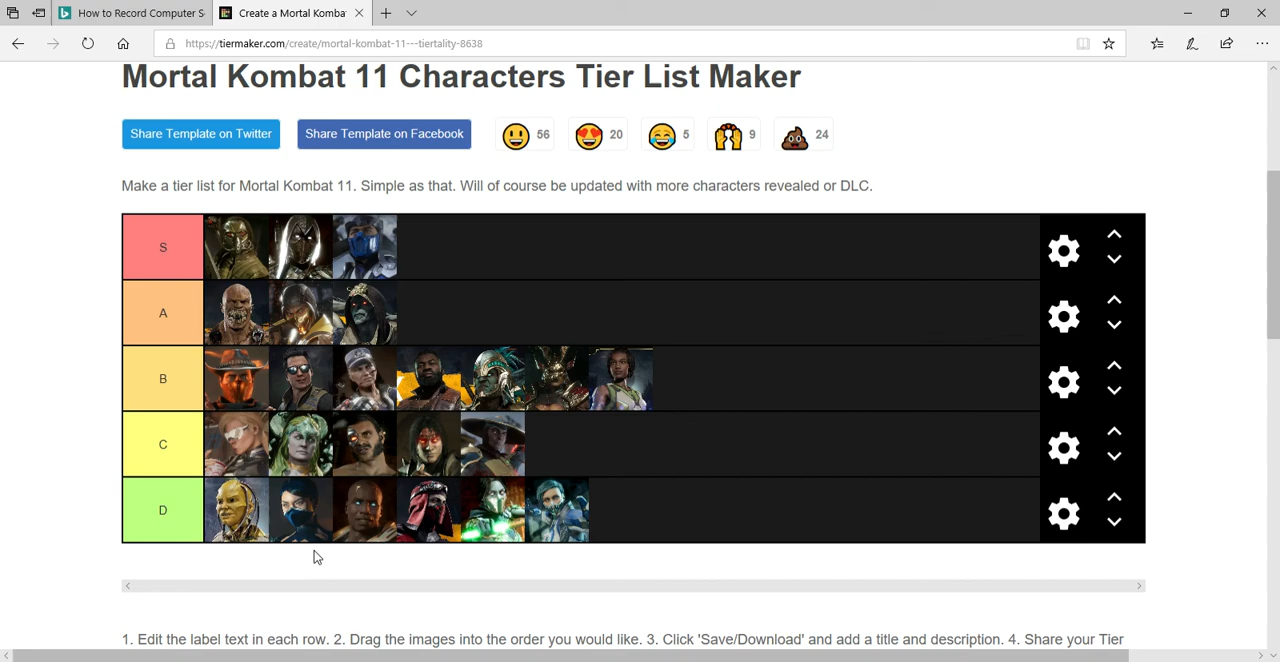 How to Record Computer S
Create a Mortal Komba
https://tiermaker.com/create/mortal-kombat-11---tiertality-8638
Mortal Kombat 11 Characters Tier List Maker
Share Template on Twitter
Share Template on Facebook
56
20
5
9
24
Make a tier list for Mortal Kombat 11. Simple as that. Will of course be updated with more characters revealed or DLC.
S
A
B
C
D
1. Edit the label text in each row. 2. Drag the images into the order you would like. 3. Click 'Save/Download' and add a title and description. 4. Share your Tier